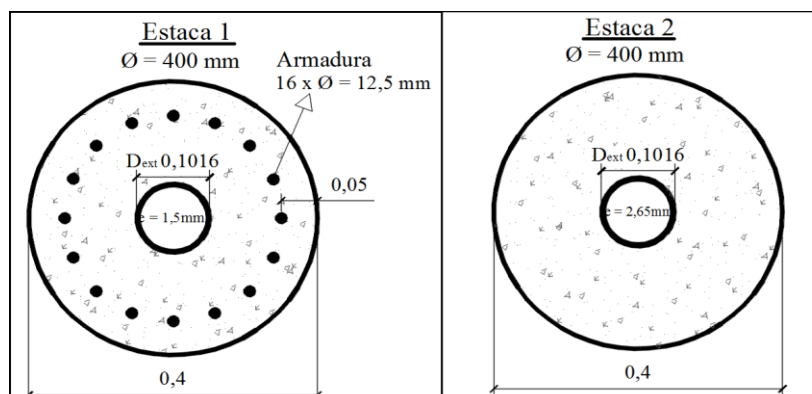 Estaca 1
Ø = 400 mm
Armadura
16 x Ø = 12,5 mm
Dext 0,1016
0,05
e = 1,5mm
0,4
Estaca 2
Ø = 400 mm
Dext 0,1016
e = 2,65mm
0,4